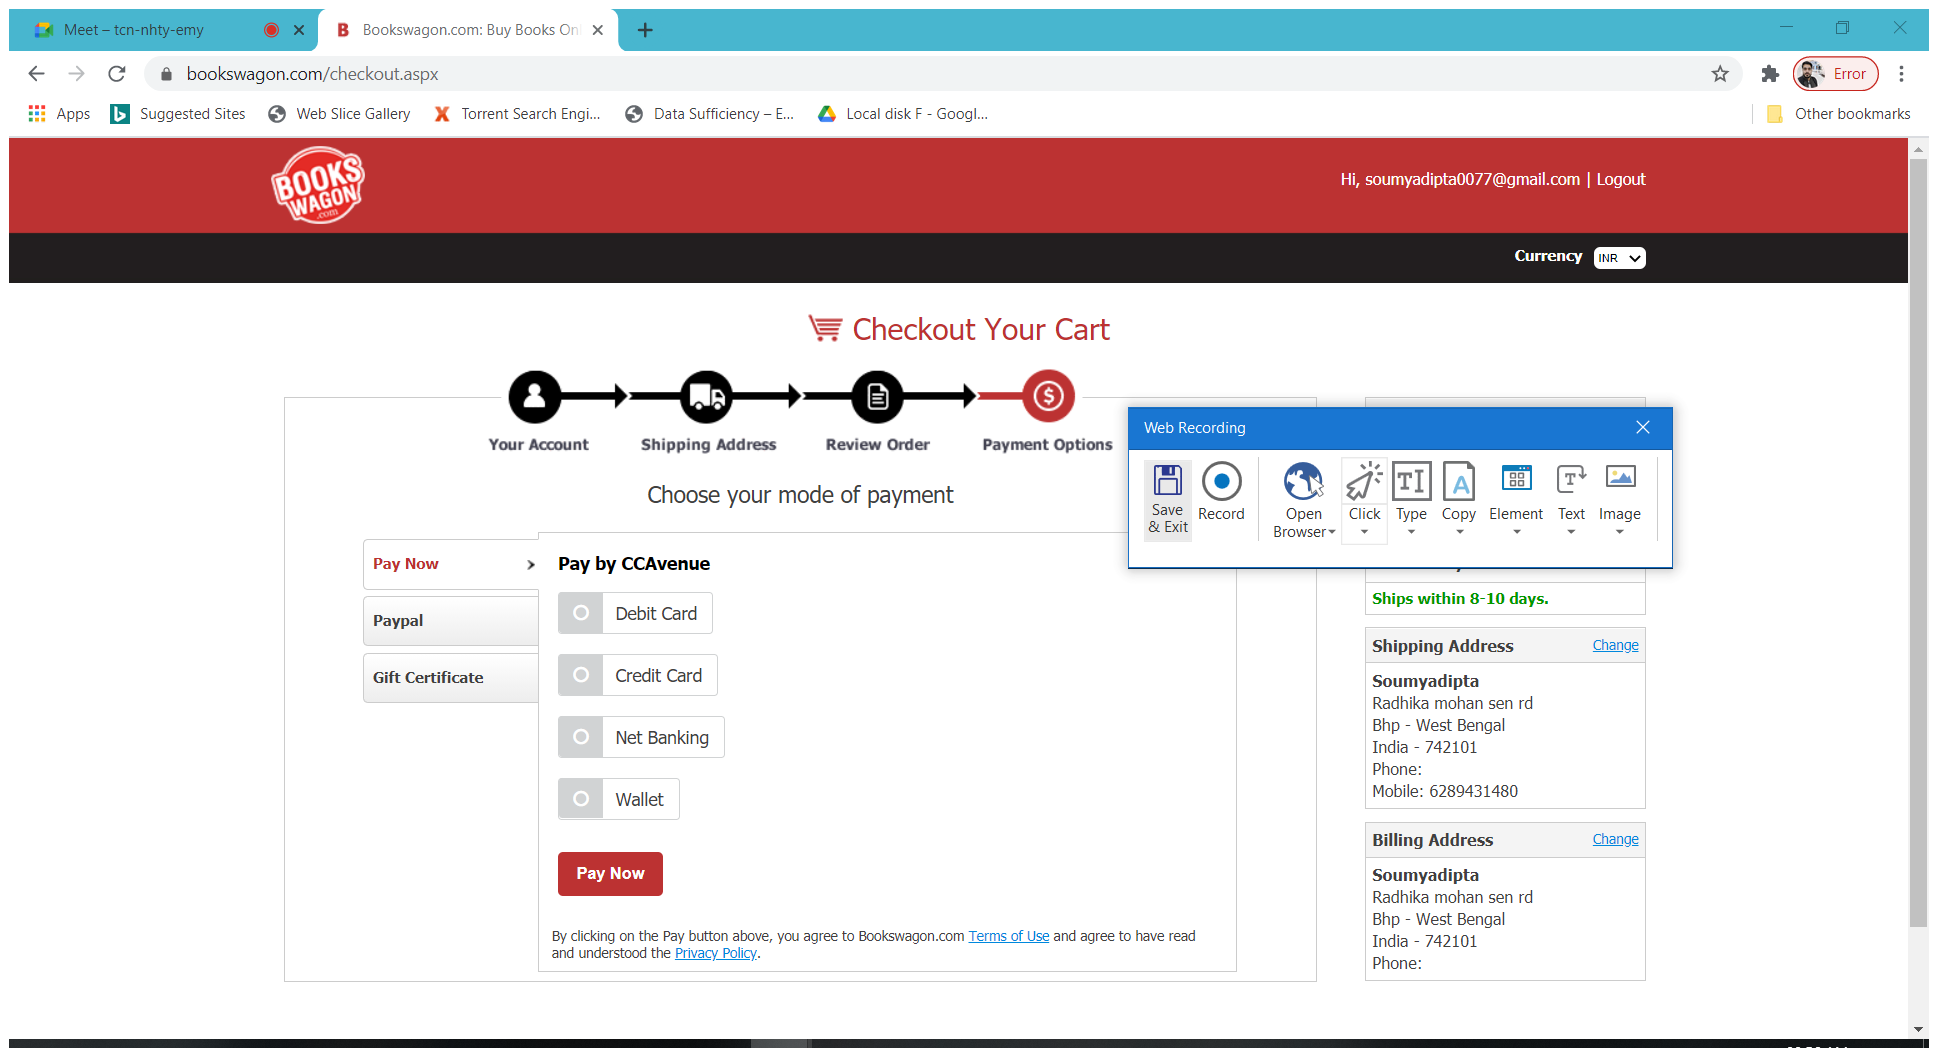 Meet – tcn-nhty-emy
Bookswagon.com: Buy Books Onl
bookswagon.com/checkout.aspx
Error
Apps
Suggested Sites
Web Slice Gallery
Torrent Search Engi...
Data Sufficiency – E...
Local disk F - Googl...
Other bookmarks
BOOKS
WAGON
.com
Hi, soumyadipta0077@gmail.com | Logout
Currency INR
Checkout Your Cart
Your Account
Shipping Address
Review Order
Payment Options
Choose your mode of payment
Web Recording
Save
& Exit
Record
Open
Browser
Click
Type
Copy
Element
Text
Image
Pay Now
Paypal
Gift Certificate
Pay by CCAvenue
Debit Card
Credit Card
Net Banking
Wallet
Pay Now
By clicking on the Pay button above, you agree to Bookswagon.com Terms of Use and agree to have read
and understood the Privacy Policy.
Ships within 8-10 days.
Shipping Address Change
Soumyadipta
Radhika mohan sen rd
Bhp - West Bengal
India - 742101
Phone:
Mobile: 6289431480
Billing Address Change
Soumyadipta
Radhika mohan sen rd
Bhp - West Bengal
India - 742101
Phone: